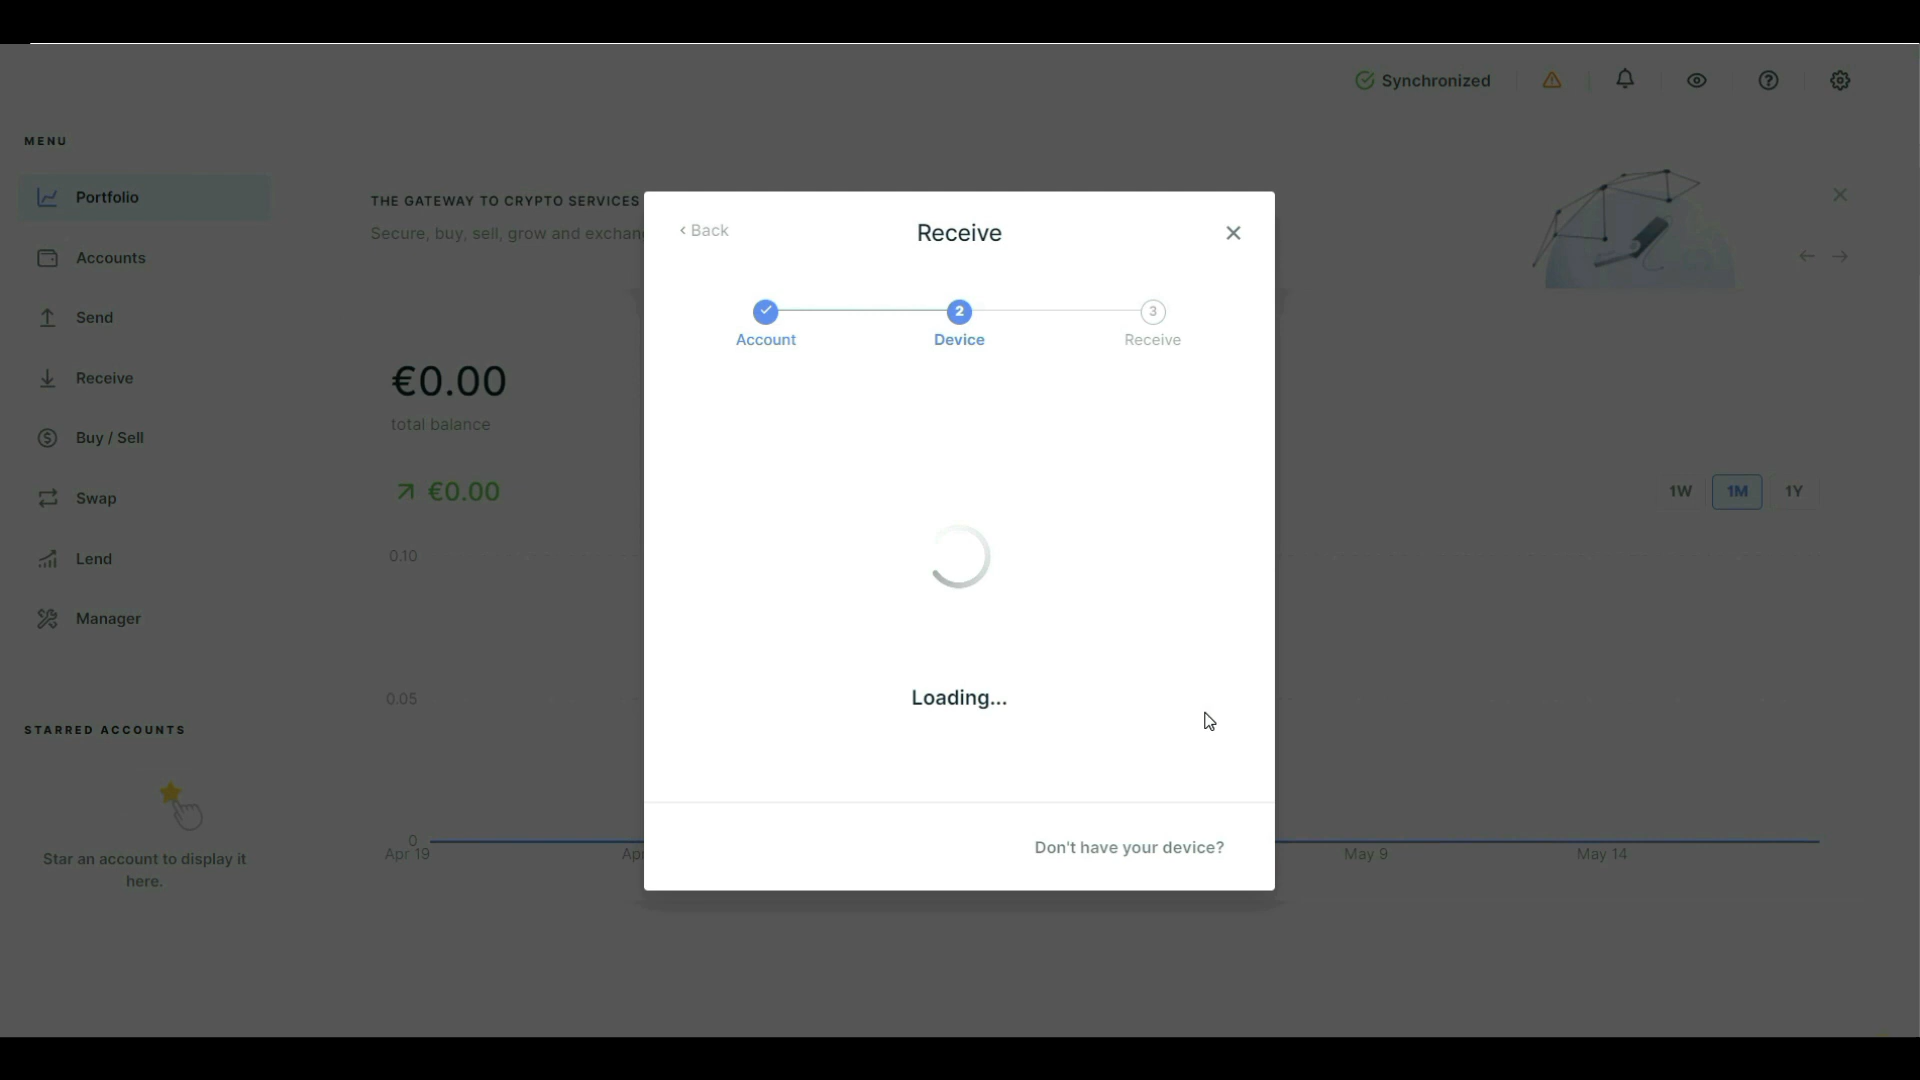 Synchronized
MENU
Portfolio
Accounts
Send
Receive
Buy / Sell
Swap
Lend
Manager
STARRED ACCOUNTS
Star an account to display it
here.
THE GATEWAY TO CRYPTO SERVICES
Secure, buy, sell, grow and exchan
€0.00
total balance
€0.00
1W
1M
1Y
0.10
0.05
0
Apr 19
Ap
May 9
May 14
Back
Receive
2
3
Account
Device
Receive
Loading...
Don't have your device?